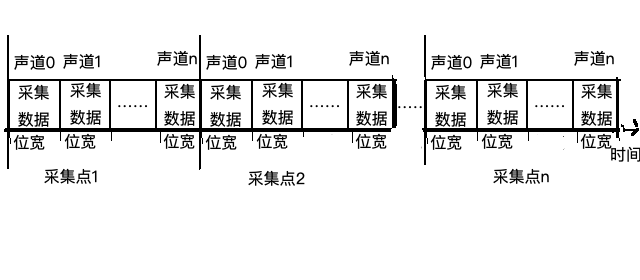 声道0 声道1 声道n 声道0 声道1 声道n 声道0 声道1 声道n
采集 采集 采集 采集 采集 采集 采集 采集 采集
…… …… …… …… ……
数据 数据 数据 数据 数据 数据 数据 数据 数据
位宽 位宽 位宽 位宽 位宽 位宽 位宽 位宽 位宽
时间
采集点1 采集点2 采集点n